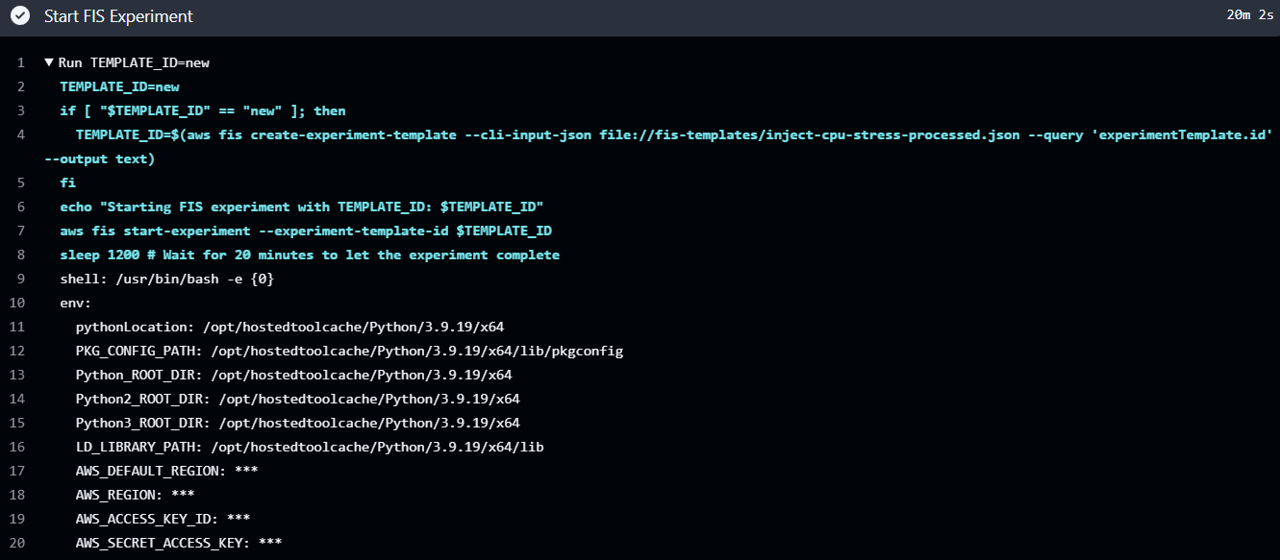 Start FIS Experiment
20m 2s
1 ▼ Run TEMPLATE_ID=new
2 TEMPLATE_ID=new
3 if [ "$TEMPLATE_ID" == "new" ]; then
4 TEMPLATE_ID=$(aws fis create-experiment-template --cli-input-json file://fis-templates/inject-cpu-stress-processed.json --query 'experimentTemplate.id'
--output text)
5 fi
6 echo "Starting FIS experiment with TEMPLATE_ID: $TEMPLATE_ID"
7 aws fis start-experiment --experiment-template-id $TEMPLATE_ID
8 sleep 1200 # Wait for 20 minutes to let the experiment complete
9 shell: /usr/bin/bash -e {0}
10 env:
11 pythonLocation: /opt/hostedtoolcache/Python/3.9.19/x64
12 PKG_CONFIG_PATH: /opt/hostedtoolcache/Python/3.9.19/x64/lib/pkgconfig
13 Python_ROOT_DIR: /opt/hostedtoolcache/Python/3.9.19/x64
14 Python2_ROOT_DIR: /opt/hostedtoolcache/Python/3.9.19/x64
15 Python3_ROOT_DIR: /opt/hostedtoolcache/Python/3.9.19/x64
16 LD_LIBRARY_PATH: /opt/hostedtoolcache/Python/3.9.19/x64/lib
17 AWS_DEFAULT_REGION: ***
18 AWS_REGION: ***
19 AWS_ACCESS_KEY_ID: ***
20 AWS_SECRET_ACCESS_KEY: ***